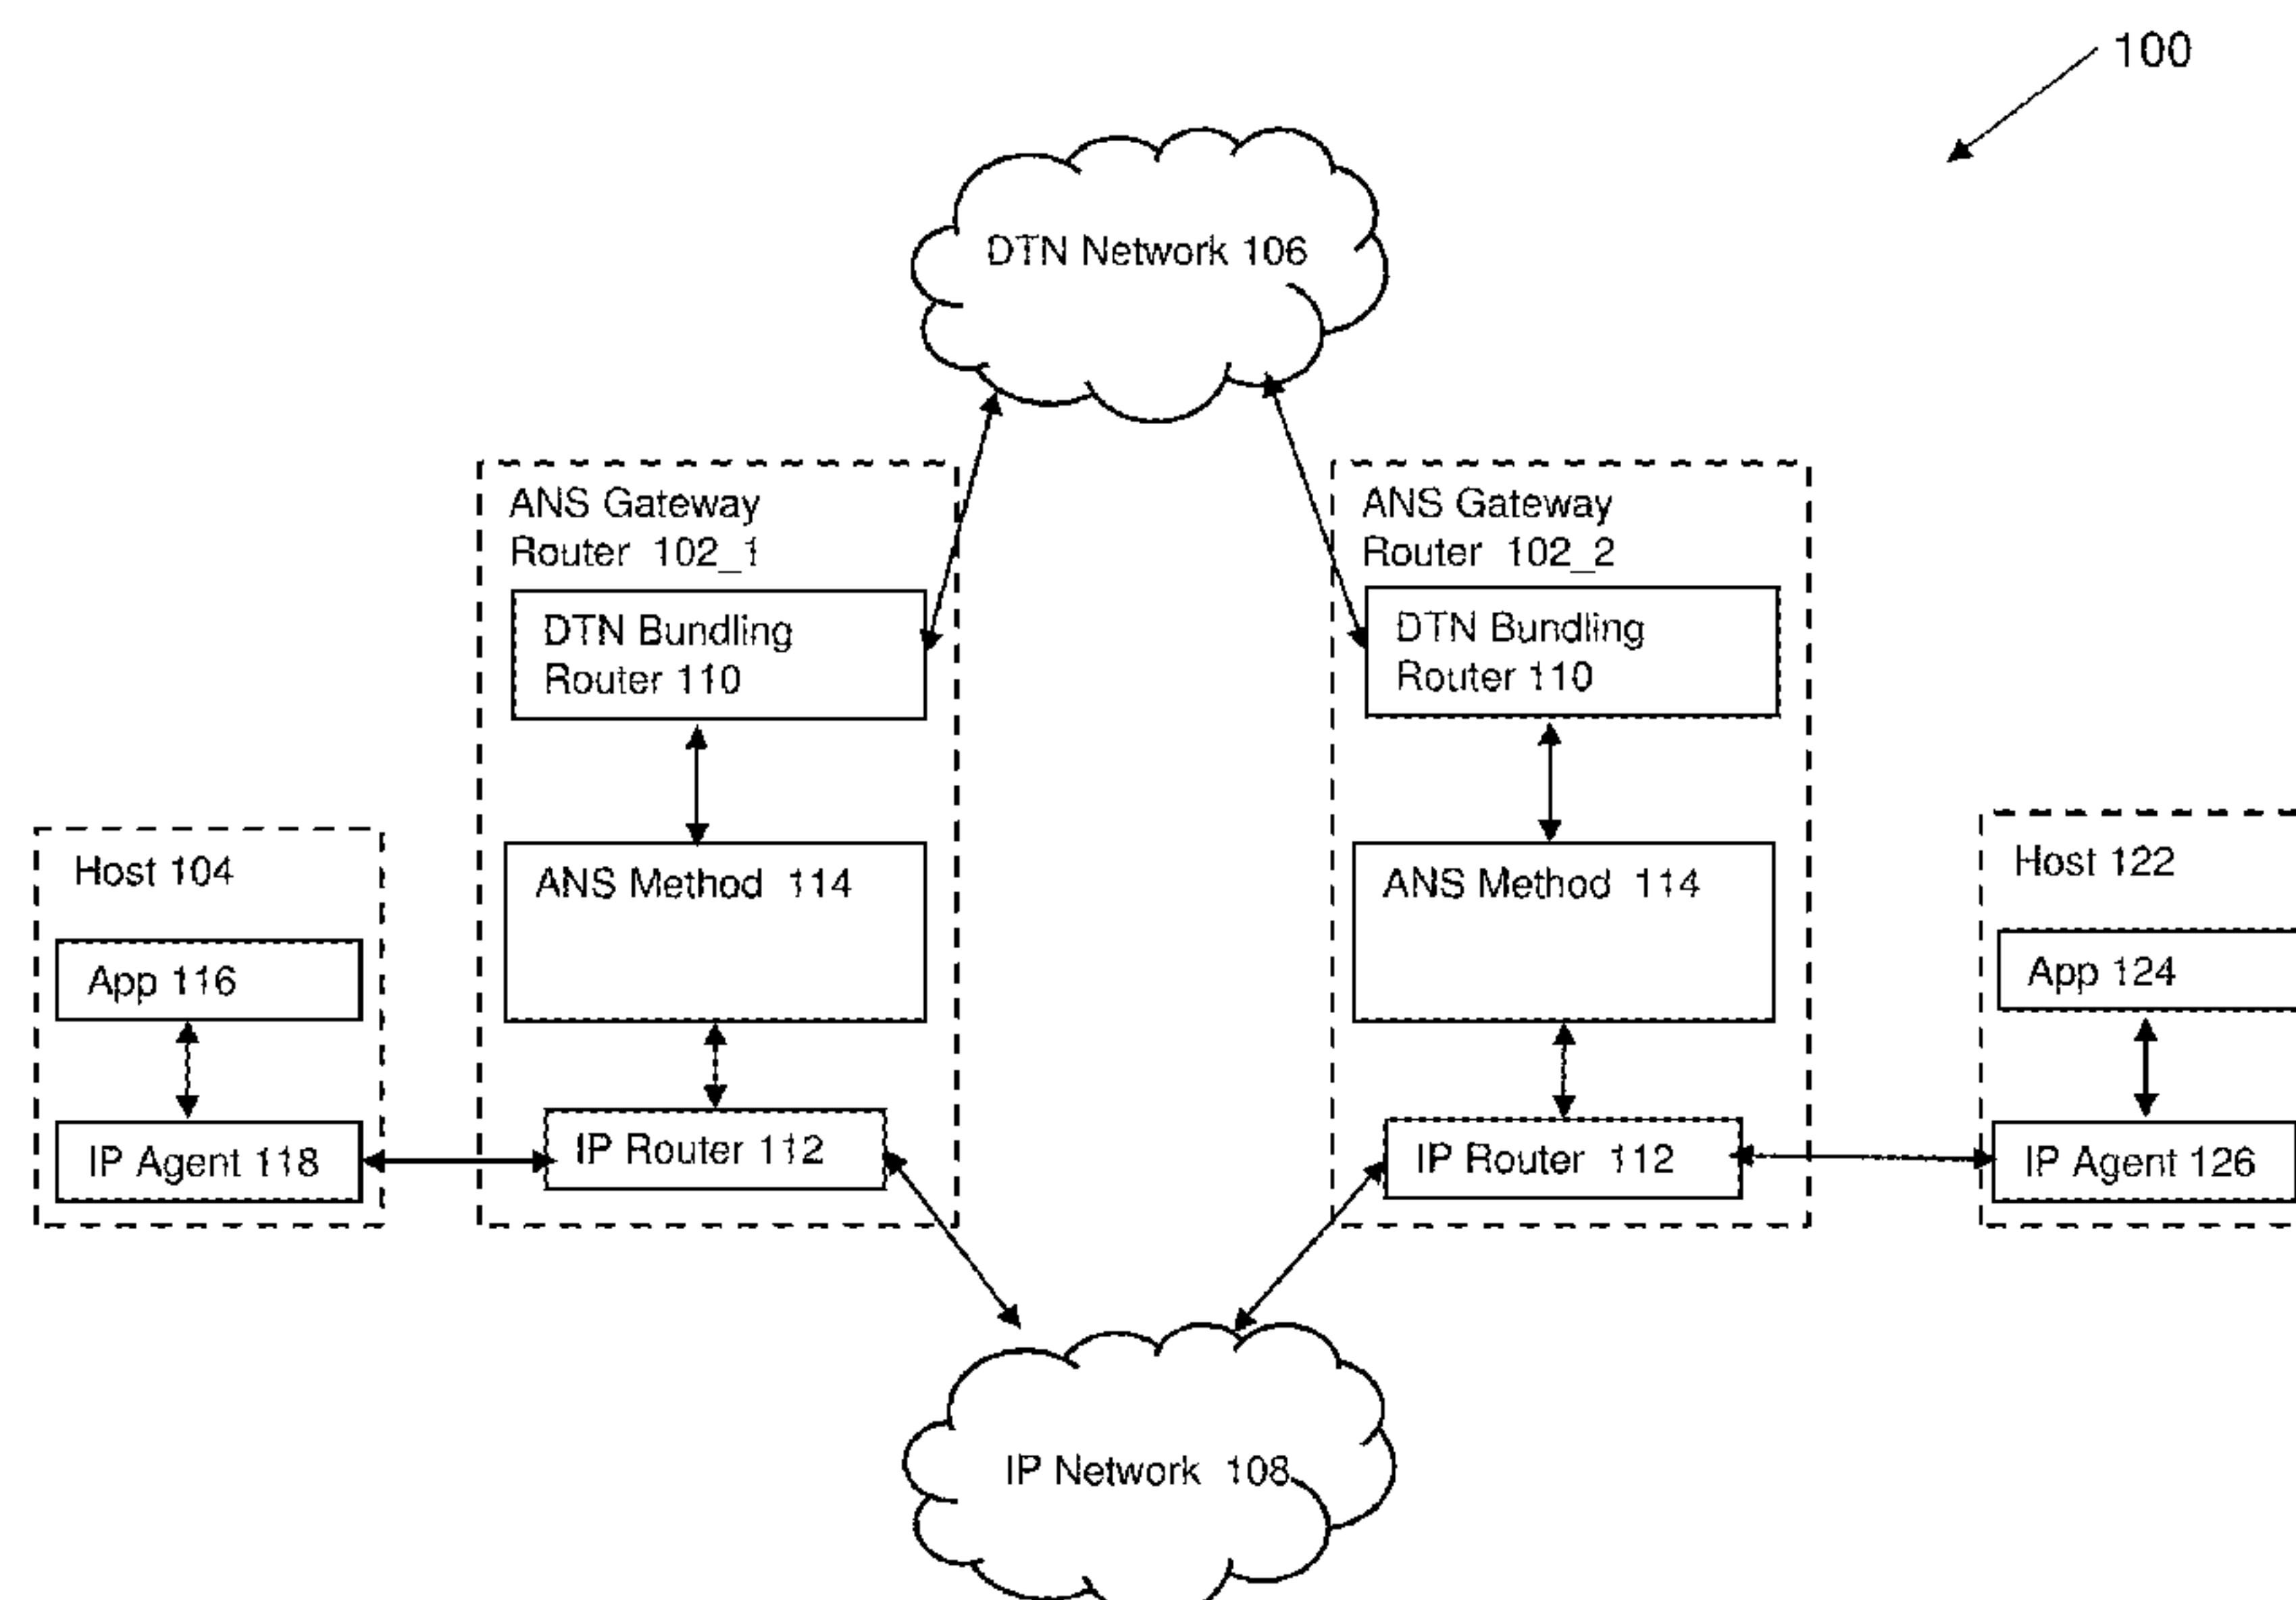 100
DTN Network 106
ANS Gateway
Router 102_1
DTN Bundling
Router 110
ANS Method 114
IP Router 112
ANS Gateway
Router 102_2
DTN Bundling
Router 110
ANS Method 114
IP Router 112
Host 104
App 116
IP Agent 118
Host 122
App 124
IP Agent 126
IP Network 108